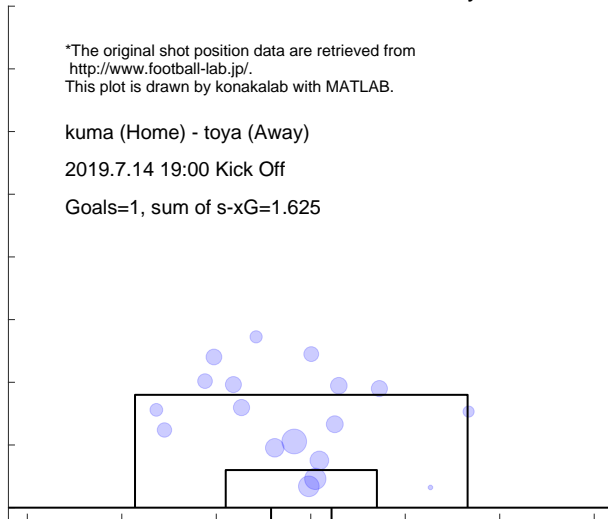 *The original shot position data are retrieved from
http://www.football-lab.jp/.
This plot is drawn by konakalab with MATLAB.
kuma (Home) - toya (Away)
2019.7.14 19:00 Kick Off
Goals=1, sum of s-xG=1.625